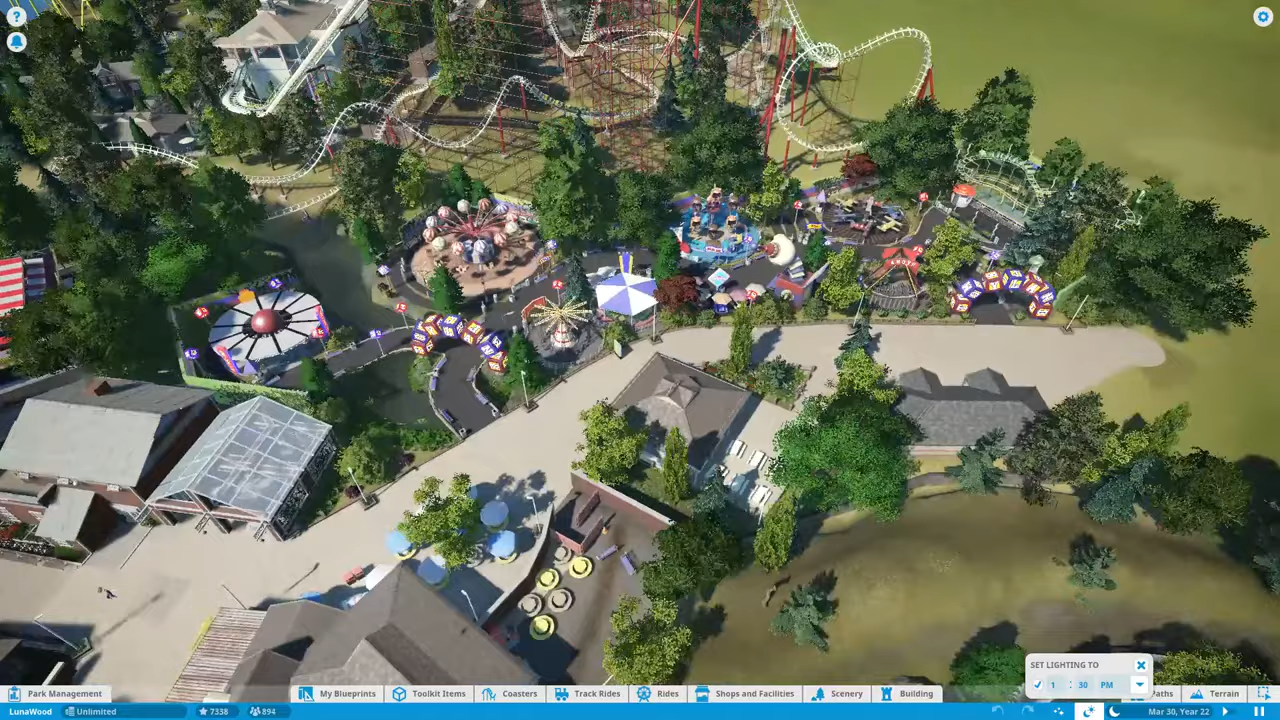 ?
SET LIGHTING TO
1 : 30 PM
Park Management
My Blueprints
Toolkit Items
Coasters
Track Rides
Rides
Shops and Facilities
Scenery
Building
Paths
Terrain
LunaWood
Unlimited
7338
894
Mar 30, Year 22